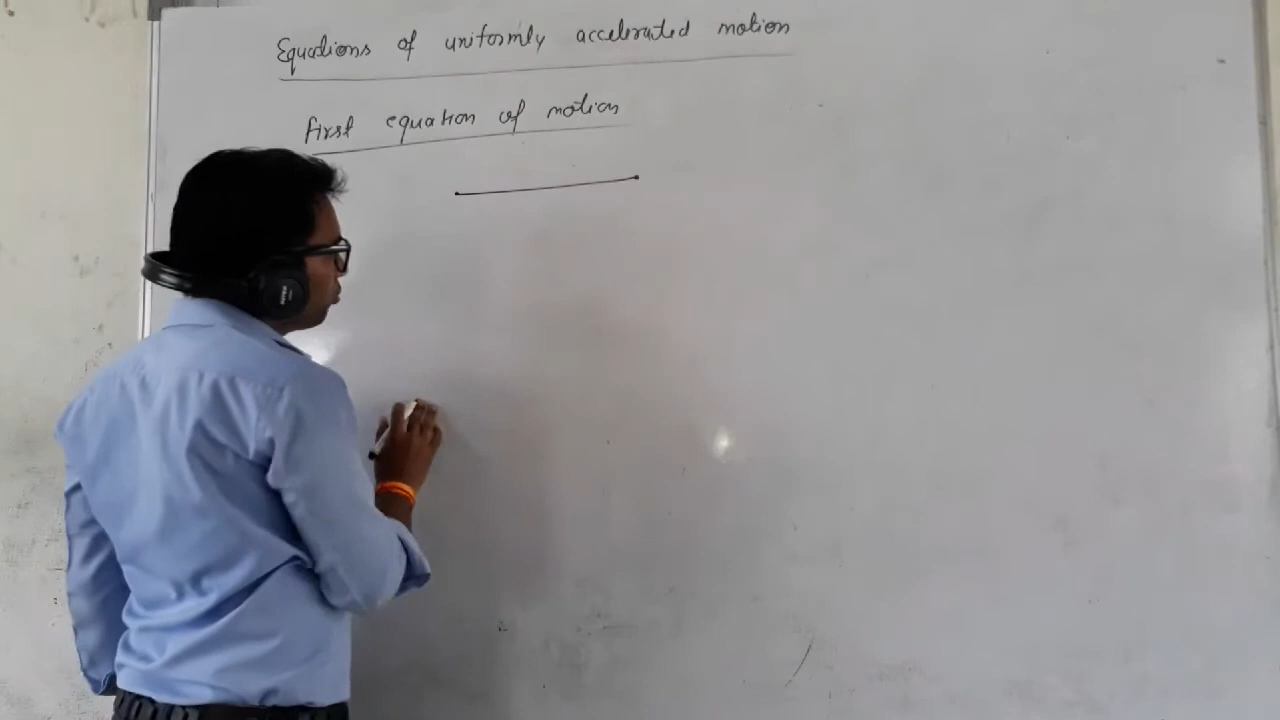 Equations of uniformly accelerated motion
first equation of motion